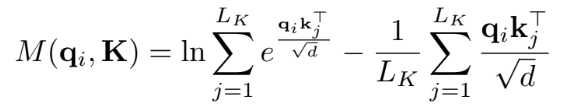 $M(\mathbf{q}_i, \mathbf{K}) = \ln \sum_{j=1}^{L_K} e^{\frac{\mathbf{q}_i \mathbf{k}_j^\top}{\sqrt{d}}} - \frac{1}{L_K} \sum_{j=1}^{L_K} \frac{\mathbf{q}_i \mathbf{k}_j^\top}{\sqrt{d}}$